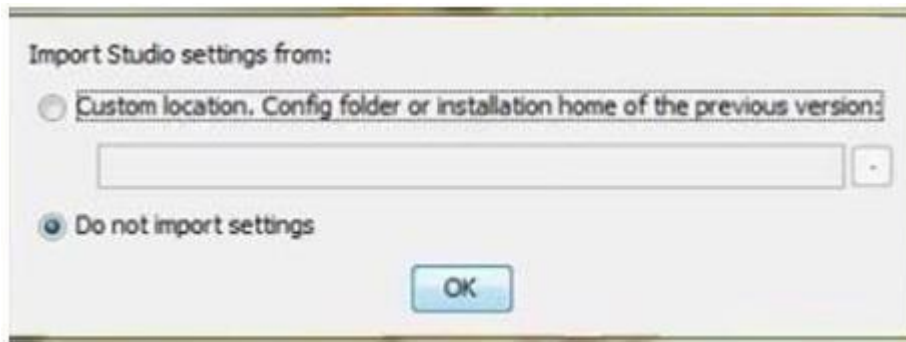 Import Studio settings from:
Custom location. Config folder or installation home of the previous version:
Do not import settings
OK